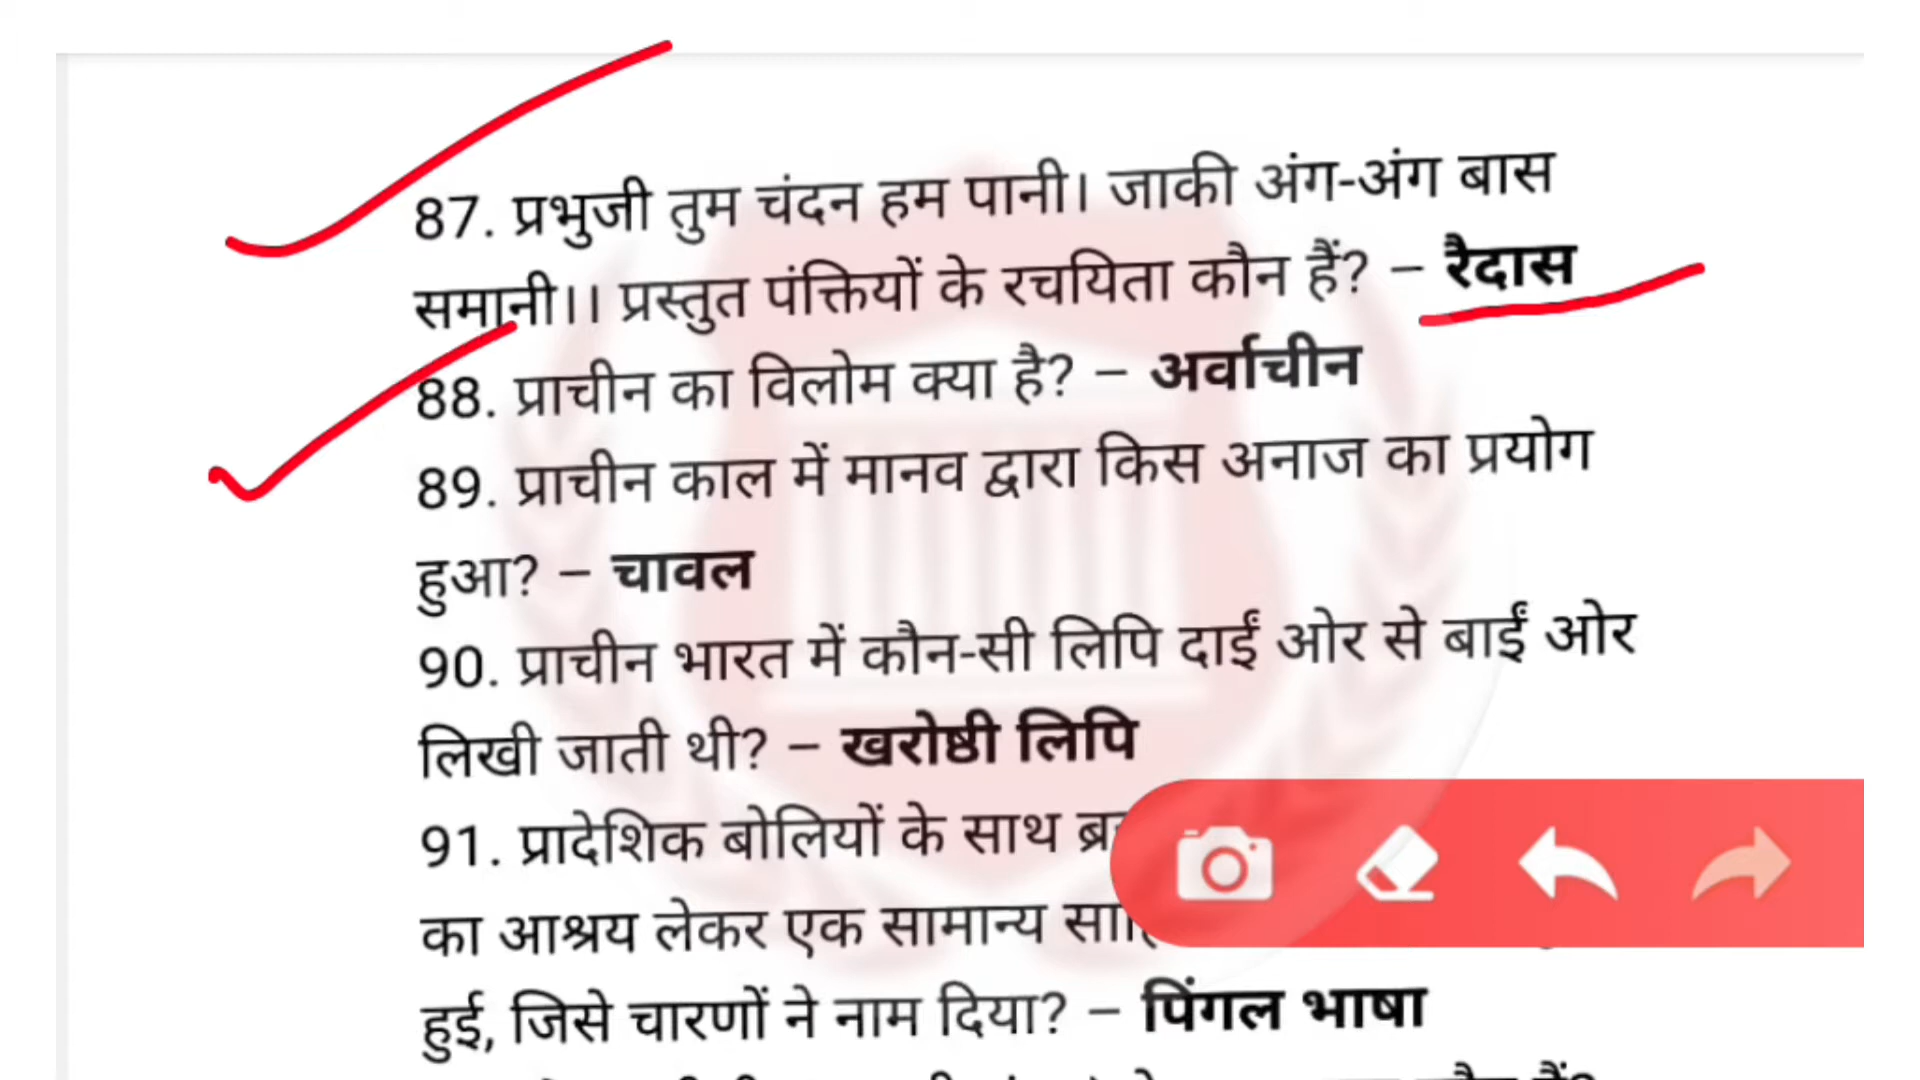 87. प्रभुजी तुम चंदन हम पानी। जाकी अंग-अंग बास
समानी।। प्रस्तुत पंक्तियों के रचयिता कौन हैं? – रैदास
88. प्राचीन का विलोम क्या है? – अर्वाचीन
89. प्राचीन काल में मानव द्वारा किस अनाज का प्रयोग
हुआ? – चावल
90. प्राचीन भारत में कौन-सी लिपि दाईं ओर से बाईं ओर
लिखी जाती थी? – खरोष्ठी लिपि
91. प्रादेशिक बोलियों के साथ
का आश्रय लेकर एक सामान्य
हुई, जिसे चारणों ने नाम दिया? – पिंगल भाषा